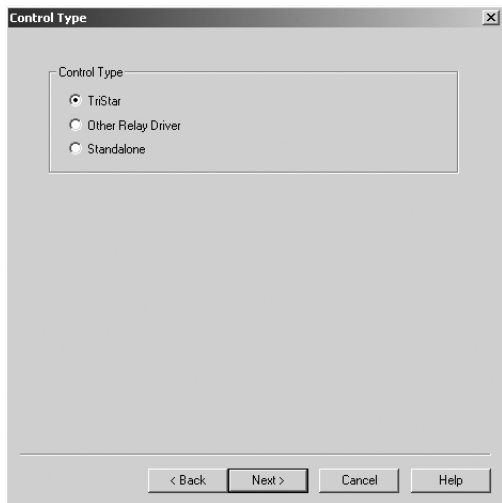 Control Type
Control Type
TriStar
Other Relay Driver
Standalone
< Back Next > Cancel Help